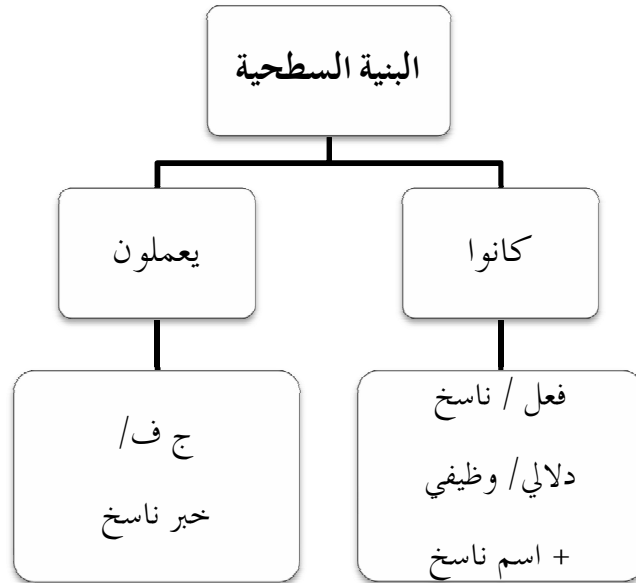 البنية السطحية
كانوا
يعملون
فعل / ناسخ
دلالي/ وظيفي
+ اسم ناسخ
ج ف/
خبر ناسخ